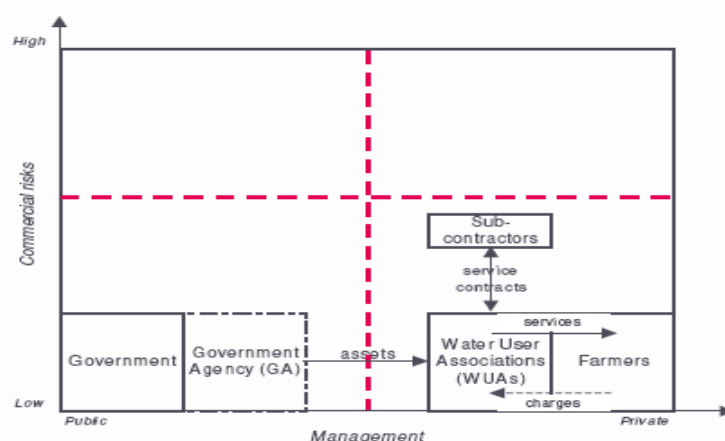 High
Commercial risks
Sub-
contractors
service
contracts
Government
Government
Agency (GA)
assets
Water User
Associations
(WUAs)
services
Farmers
charges
Low
Public
Private
Management